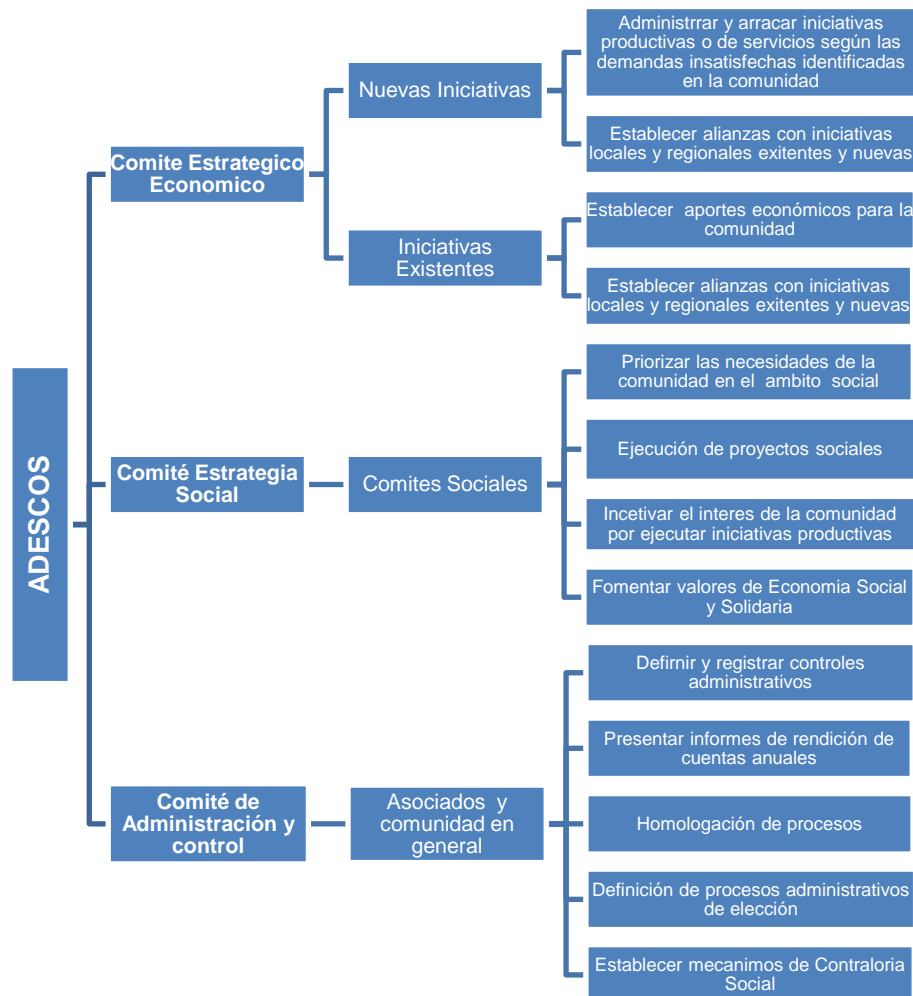 ADESCOS
Comite Estrategico
Economico
Nuevas Iniciativas
Administrrar y arracar iniciativas
productivas o de servicios según las
demandas insatisfechas identificadas
en la comunidad
Establecer alianzas con iniciativas
locales y regionales exitentes y nuevas
Iniciativas
Existentes
Establecer aportes económicos para la
comunidad
Establecer alianzas con iniciativas
locales y regionales exitentes y nuevas
Comité Estrategia
Social
Comites Sociales
Priorizar las necesidades de la
comunidad en el ambito social
Ejecución de proyectos sociales
Incetivar el interes de la comunidad
por ejecutar iniciativas productivas
Fomentar valores de Economia Social
y Solidaria
Comité de
Administración y
control
Asociados y
comunidad en
general
Defirnir y registrar controles
administrativos
Presentar informes de rendición de
cuentas anuales
Homologación de procesos
Definición de procesos administrativos
de elección
Establecer mecanimos de Contraloria
Social